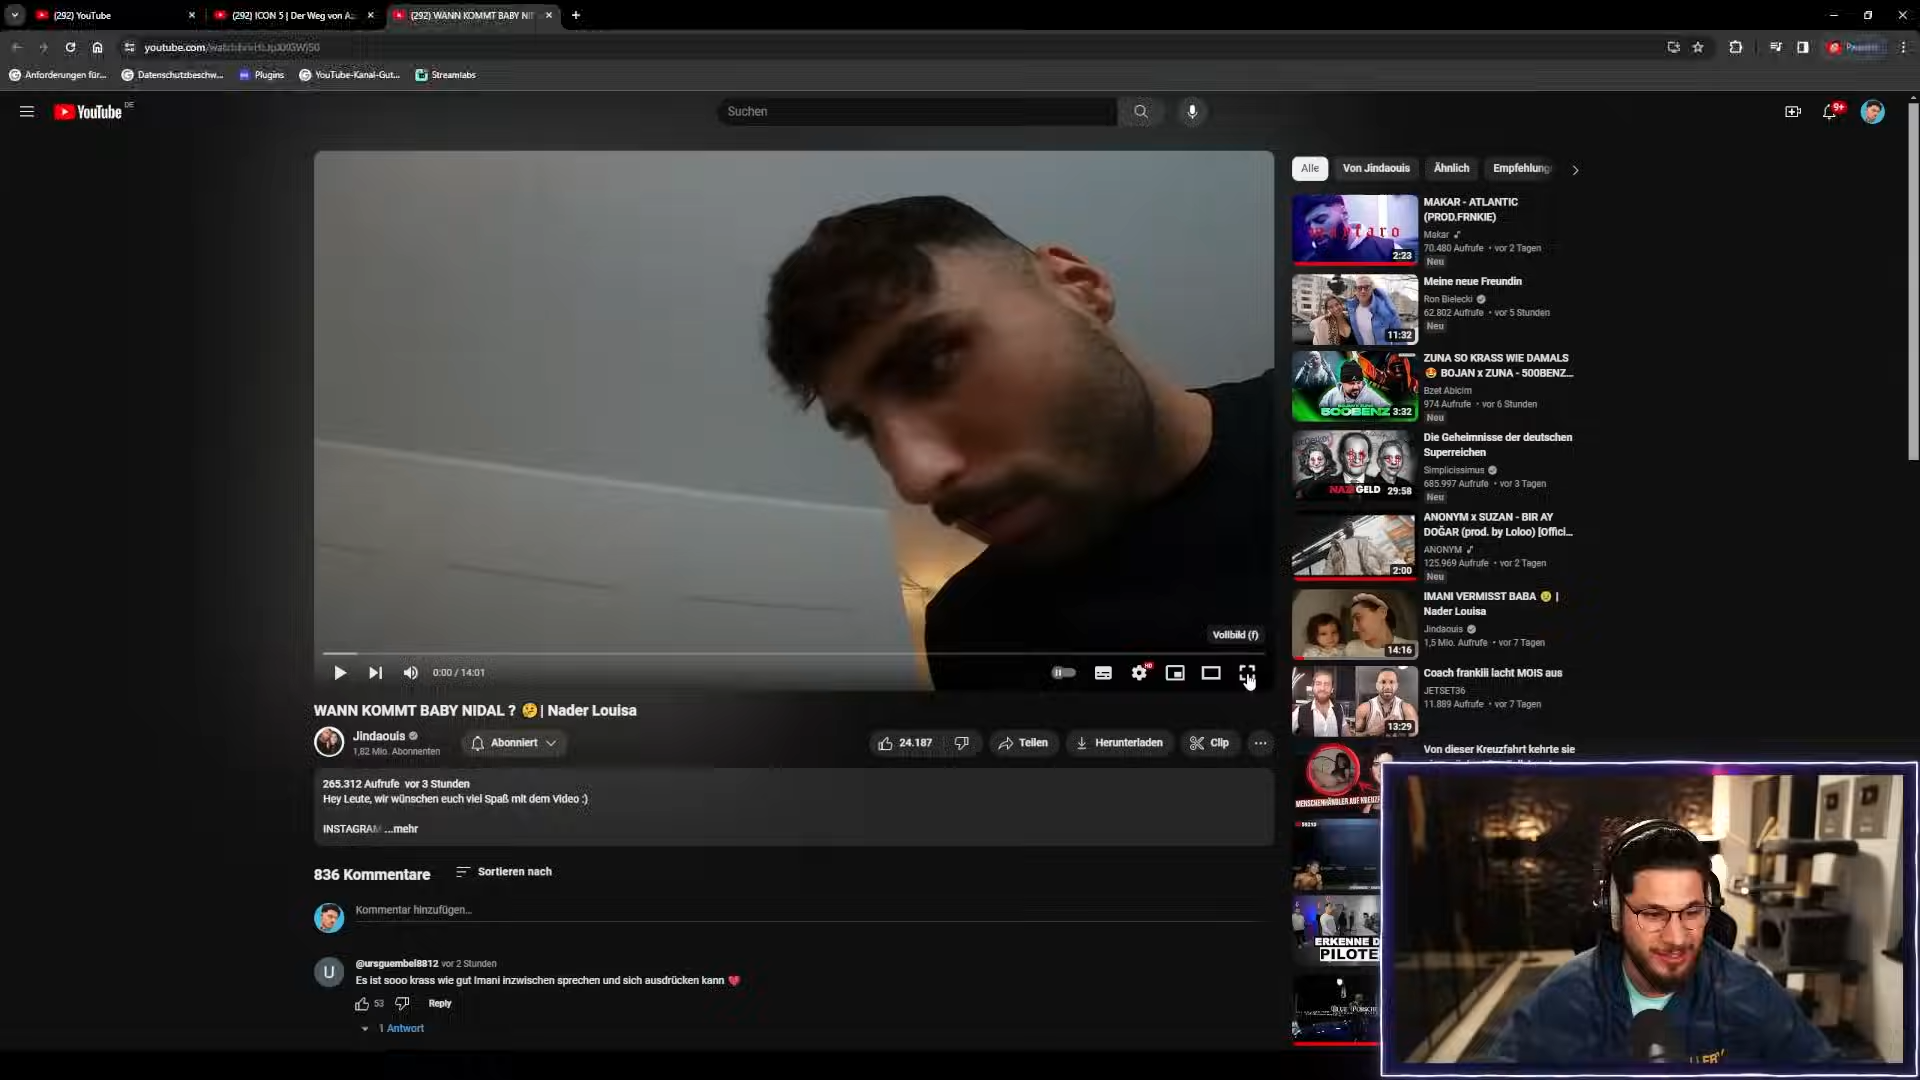 (292) YouTube
(292) ICON 5 | Der Weg von A
(292) WANN KOMMT BABY NI
youtube.com
Anforderungen für...
Datenschutzbeschw...
Plugins
YouTube-Kanal-Gut...
Streamlabs
YouTube
DE
Suchen
9+
Alle
Von Jindaouis
Ähnlich
Empfehlung
MAKAR - ATLANTIC
(PROD.FRNKIE)
Makar
70.480 Aufrufe • vor 2 Tagen
Neu
2:23
Meine neue Freundin
Ron Bielecki
62.802 Aufrufe • vor 5 Stunden
Neu
11:32
ZUNA SO KRASS WIE DAMALS
🤩 BOJAN x ZUNA - 500BENZ...
Bzet Abicim
974 Aufrufe • vor 6 Stunden
Neu
500BENZ
3:32
Die Geheimnisse der deutschen
Superreichen
Simplicissimus
685.997 Aufrufe • vor 3 Tagen
Neu
NAZIGELD
29:58
ANONYM x SUZAN - BIR AY
DOĞAR (prod. by Loloo) [Offici...
ANONYM
125.969 Aufrufe • vor 2 Tagen
Neu
2:00
IMANI VERMISST BABA 🥺 |
Nader Louisa
Jindaouis
1,5 Mio. Aufrufe • vor 7 Tagen
14:16
Coach frankiii lacht MOIS aus
JETSET36
11.889 Aufrufe • vor 7 Tagen
13:29
Von dieser Kreuzfahrt kehrte sie
MENSCHENHÄNDLER AUF KREUZF
ERKENNE D
PILOTE
Vollbild (f)
0:00 / 14:01
HD
WANN KOMMT BABY NIDAL ? 🤔 | Nader Louisa
Jindaouis
1,82 Mio. Abonnenten
Abonniert
24.187
Teilen
Herunterladen
Clip
265.312 Aufrufe vor 3 Stunden
Hey Leute, wir wünschen euch viel Spaß mit dem Video :)
INSTAGRAM ...mehr
836 Kommentare
Sortieren nach
Kommentar hinzufügen...
U
@ursguembel8812 vor 2 Stunden
Es ist sooo krass wie gut Imani inzwischen sprechen und sich ausdrücken kann ❤️
53
Reply
1 Antwort